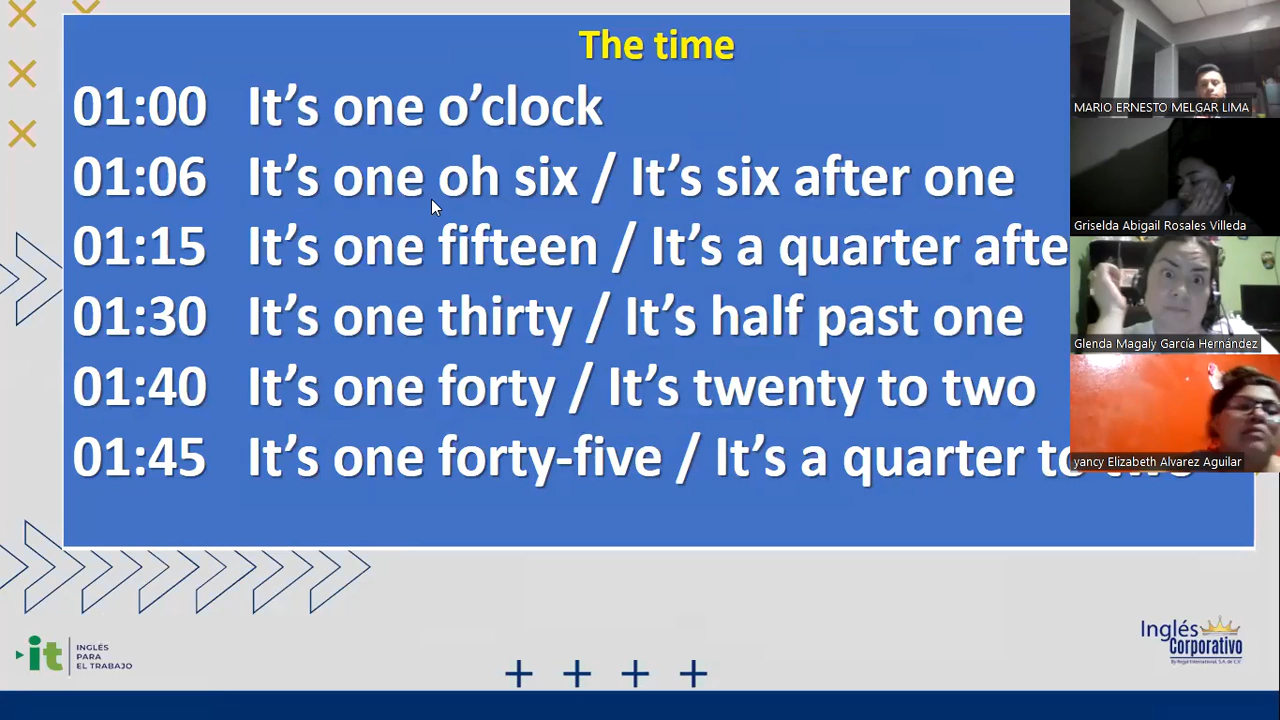 The time
01:00 It’s one o’clock
01:06 It’s one oh six / It’s six after one
01:15 It’s one fifteen / It’s a quarter afte
01:30 It’s one thirty / It’s half past one
01:40 It’s one forty / It’s twenty to two
01:45 It’s one forty-five / It’s a quarter to two
MARIO ERNESTO MELGAR LIMA
Griselda Abigail Rosales Villeda
Glenda Magaly García Hernández
yancy Elizabeth Alvarez Aguilar
it
INGLÉS
PARA
EL TRABAJO
Inglés
Corporativo